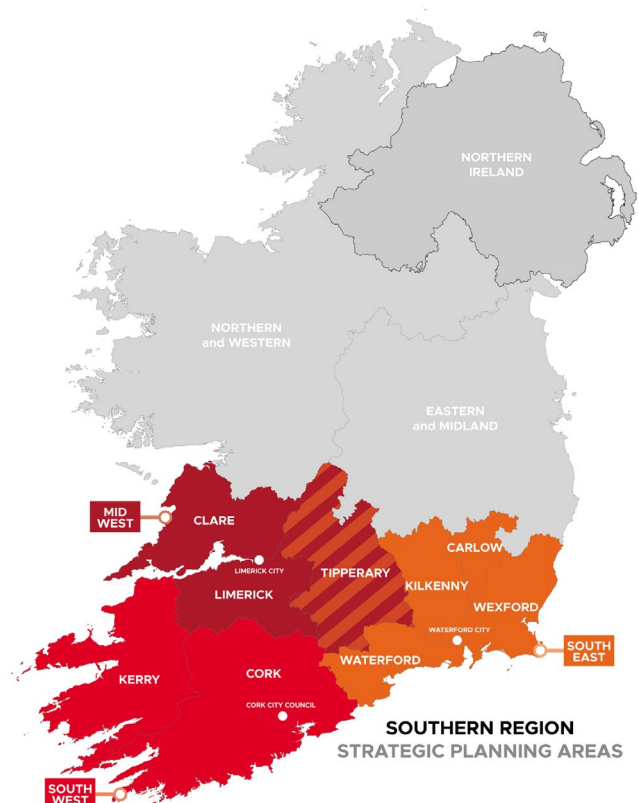 NORTHERN
IRELAND
NORTHERN
and WESTERN
EASTERN
and MIDLAND
MID
WEST
CLARE
LIMERICK CITY
LIMERICK
TIPPERARY
CARLOW
KILKENNY
WEXFORD
WATERFORD CITY
WATERFORD
SOUTH
EAST
KERRY
CORK
CORK CITY COUNCIL
SOUTHERN REGION
STRATEGIC PLANNING AREAS
SOUTH
WEST